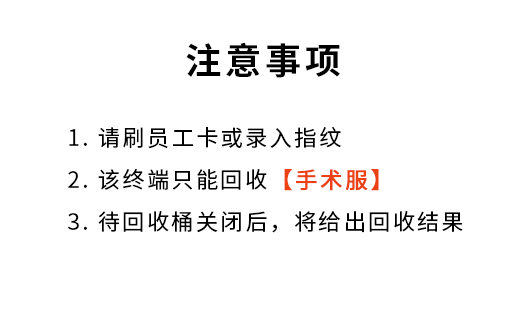 注意事项
1. 请刷员工卡或录入指纹
2. 该终端只能回收【手术服】
3. 待回收桶关闭后，将给出回收结果